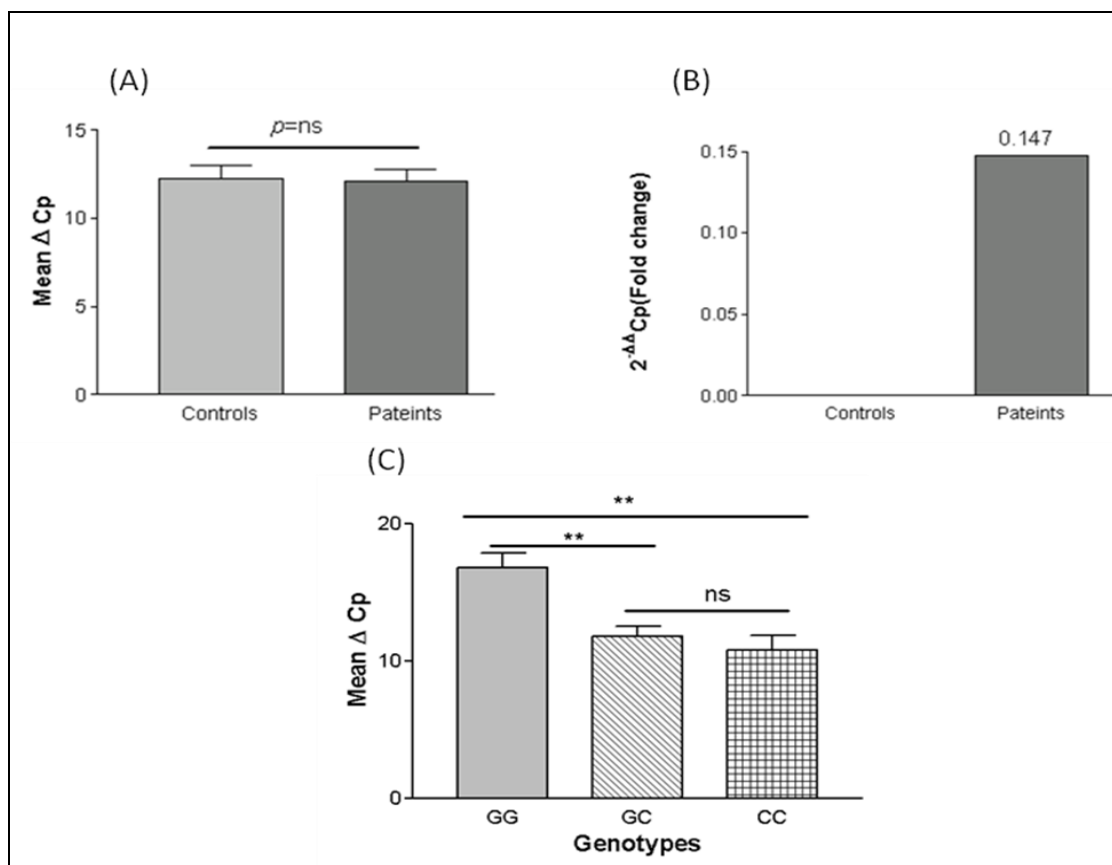 (A)
p=ns
15
10
5
0
Mean Δ Cp
Controls
Pateints
(B)
0.147
0.15
0.10
0.05
0.00
2^-ΔΔCp(Fold change)
Controls
Pateints
(C)
**
**
ns
20
10
0
Mean Δ Cp
GG
GC
CC
Genotypes